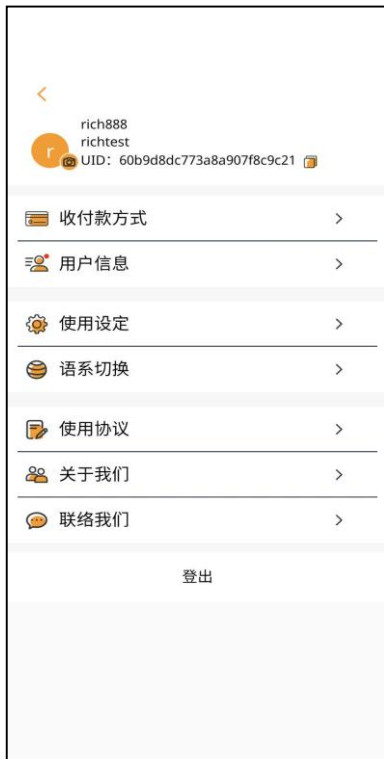 rich888
richtest
r
UID：60b9d8dc773a8a907f8c9c21
收付款方式
用户信息
使用设定
语系切换
使用协议
关于我们
联络我们
登出